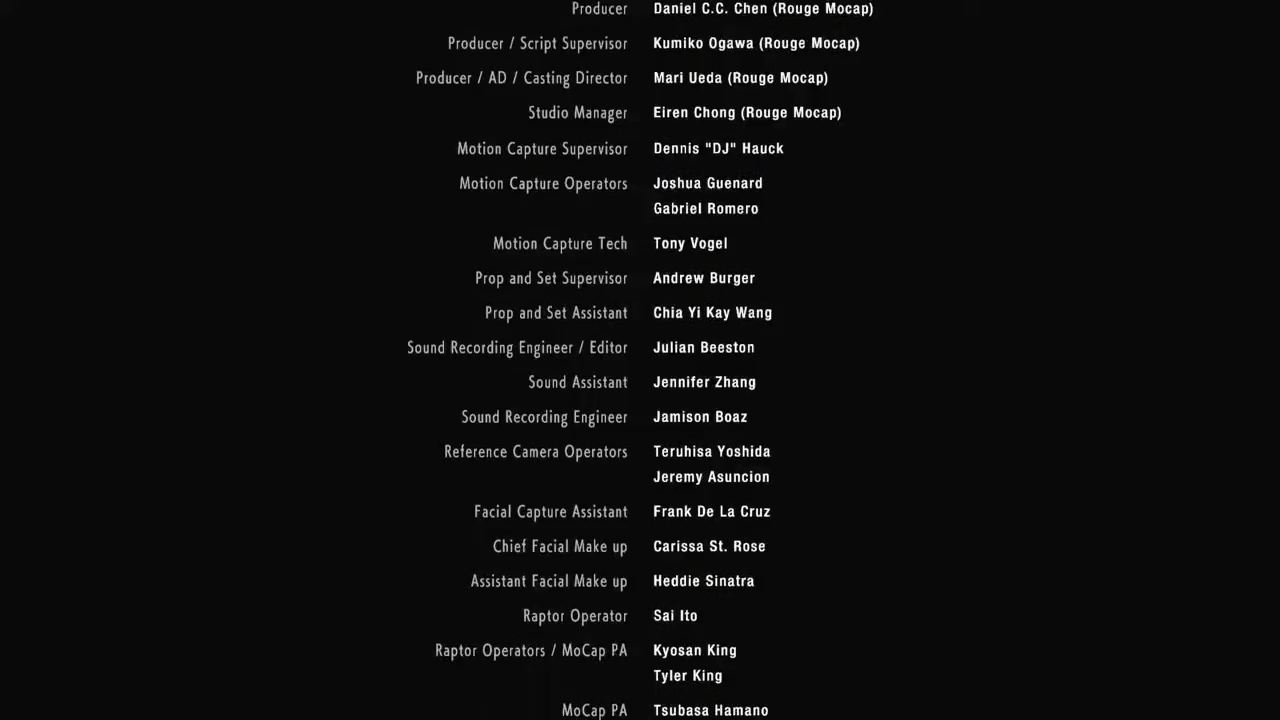 Producer Daniel C.C. Chen (Rouge Mocap)
Producer / Script Supervisor Kumiko Ogawa (Rouge Mocap)
Producer / AD / Casting Director Mari Ueda (Rouge Mocap)
Studio Manager Eiren Chong (Rouge Mocap)
Motion Capture Supervisor Dennis "DJ" Hauck
Motion Capture Operators Joshua Guenard
Gabriel Romero
Motion Capture Tech Tony Vogel
Prop and Set Supervisor Andrew Burger
Prop and Set Assistant Chia Yi Kay Wang
Sound Recording Engineer / Editor Julian Beeston
Sound Assistant Jennifer Zhang
Sound Recording Engineer Jamison Boaz
Reference Camera Operators Teruhisa Yoshida
Jeremy Asuncion
Facial Capture Assistant Frank De La Cruz
Chief Facial Make up Carissa St. Rose
Assistant Facial Make up Heddie Sinatra
Raptor Operator Sai Ito
Raptor Operators / MoCap PA Kyosan King
Tyler King
MoCap PA Tsubasa Hamano